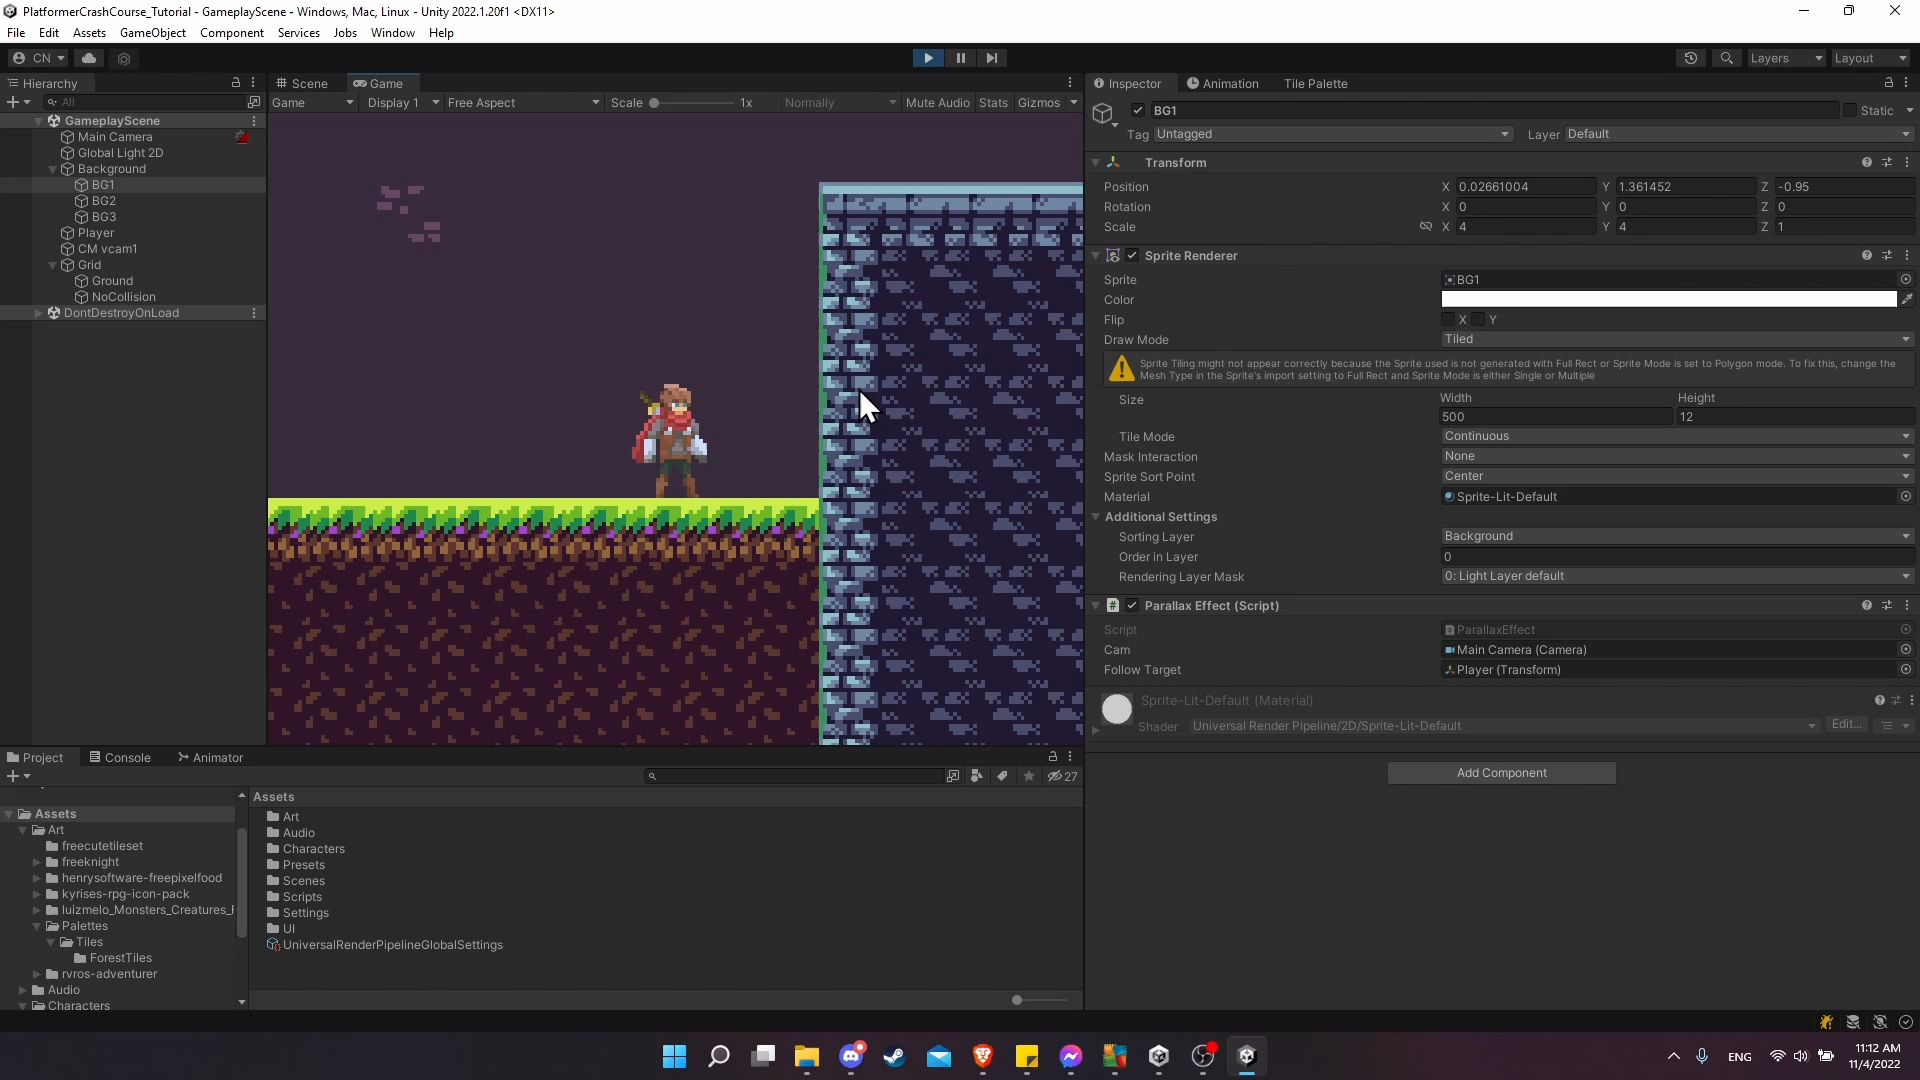 PlatformerCrashCourse_Tutorial - GameplayScene - Windows, Mac, Linux - Unity 2022.1.20f1 <DX11>
File Edit Assets GameObject Component Services Jobs Window Help
CN Layers Layout
Hierarchy
All
GameplayScene
Main Camera
Global Light 2D
Background
BG1
BG2
BG3
Player
CM vcam1
Grid
Ground
NoCollision
DontDestroyOnLoad
Scene Game
Game Display 1 Free Aspect Scale 1x Normally Mute Audio Stats Gizmos
Inspector Animation Tile Palette
BG1 Static
Tag Untagged Layer Default
Transform
Position X 0.02661004 Y 1.361452 Z -0.95
Rotation X 0 Y 0 Z 0
Scale X 4 Y 4 Z 1
Sprite Renderer
Sprite BG1
Color
Flip X Y
Draw Mode Tiled
Sprite Tiling might not appear correctly because the Sprite used is not generated with Full Rect or Sprite Mode is set to Polygon mode. To fix this, change the
Mesh Type in the Sprite's import setting to Full Rect and Sprite Mode is either Single or Multiple
Size Width Height
500 12
Tile Mode Continuous
Mask Interaction None
Sprite Sort Point Center
Material Sprite-Lit-Default
Additional Settings
Sorting Layer Background
Order in Layer 0
Rendering Layer Mask 0: Light Layer default
Parallax Effect (Script)
Script ParallaxEffect
Cam Main Camera (Camera)
Follow Target Player (Transform)
Sprite-Lit-Default (Material)
Shader Universal Render Pipeline/2D/Sprite-Lit-Default Edit...
Add Component
Project Console Animator
27
Assets
Art
freecutetileset
freeknight
henrysoftware-freepixelfood
kyrises-rpg-icon-pack
luizmelo_Monsters_Creatures_F
Palettes
Tiles
ForestTiles
rvros-adventurer
Audio
Characters
Assets
Art
Audio
Characters
Presets
Scenes
Scripts
Settings
UI
UniversalRenderPipelineGlobalSettings
ENG
11:12 AM
11/4/2022